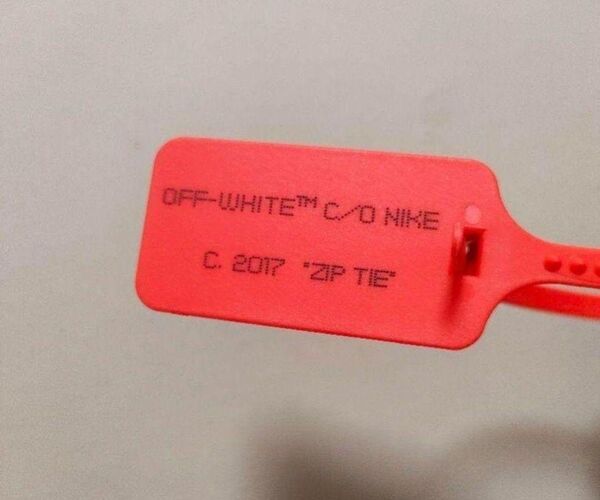 OFF-WHITE™ C/O NIKE
C. 2017 "ZIP TIE"